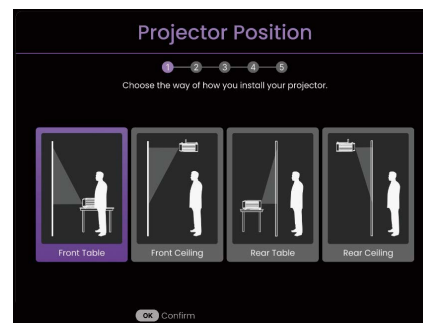 Projector Position
1 2 3 4 5
Choose the way of how you install your projector.
Front Table Front Ceiling Rear Table Rear Ceiling
OK Confirm